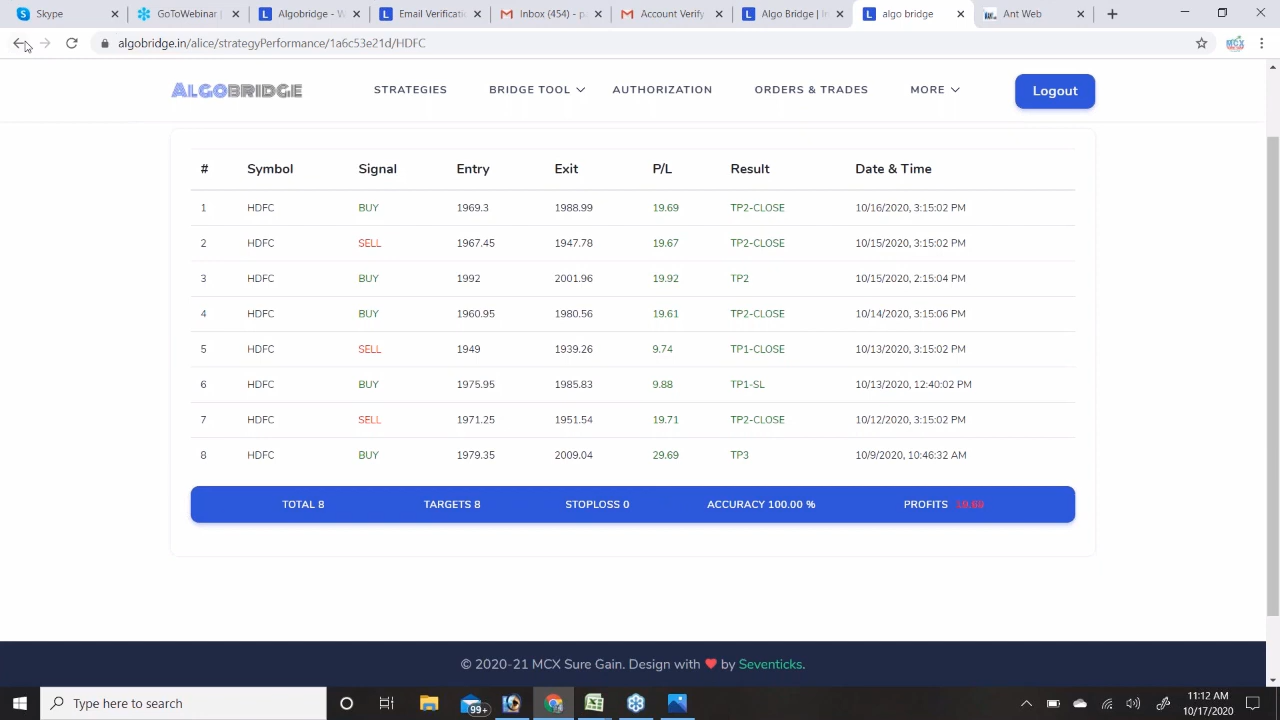 Skype
GoToWebinar
Algobridge - W
Email Verificati
Inbox (454) - p
Account Verify
Algo Bridge | In
algo bridge
Ant Web
algobridge.in/alice/strategyPerformance/1a6c53e21d/HDFC
ALGOBRIDGE
STRATEGIES
BRIDGE TOOL
AUTHORIZATION
ORDERS & TRADES
MORE
Logout
# Symbol Signal Entry Exit P/L Result Date & Time
1 HDFC BUY 1969.3 1988.99 19.69 TP2-CLOSE 10/16/2020, 3:15:02 PM
2 HDFC SELL 1967.45 1947.78 19.67 TP2-CLOSE 10/15/2020, 3:15:02 PM
3 HDFC BUY 1992 2001.96 19.92 TP2 10/15/2020, 2:15:04 PM
4 HDFC BUY 1960.95 1980.56 19.61 TP2-CLOSE 10/14/2020, 3:15:06 PM
5 HDFC SELL 1949 1939.26 9.74 TP1-CLOSE 10/13/2020, 3:15:02 PM
6 HDFC BUY 1975.95 1985.83 9.88 TP1-SL 10/13/2020, 12:40:02 PM
7 HDFC SELL 1971.25 1951.54 19.71 TP2-CLOSE 10/12/2020, 3:15:02 PM
8 HDFC BUY 1979.35 2009.04 29.69 TP3 10/9/2020, 10:46:32 AM
TOTAL 8 TARGETS 8 STOPLOSS 0 ACCURACY 100.00 % PROFITS
© 2020-21 MCX Sure Gain. Design with ❤ by Seventicks.
Type here to search
99+
11:12 AM
10/17/2020